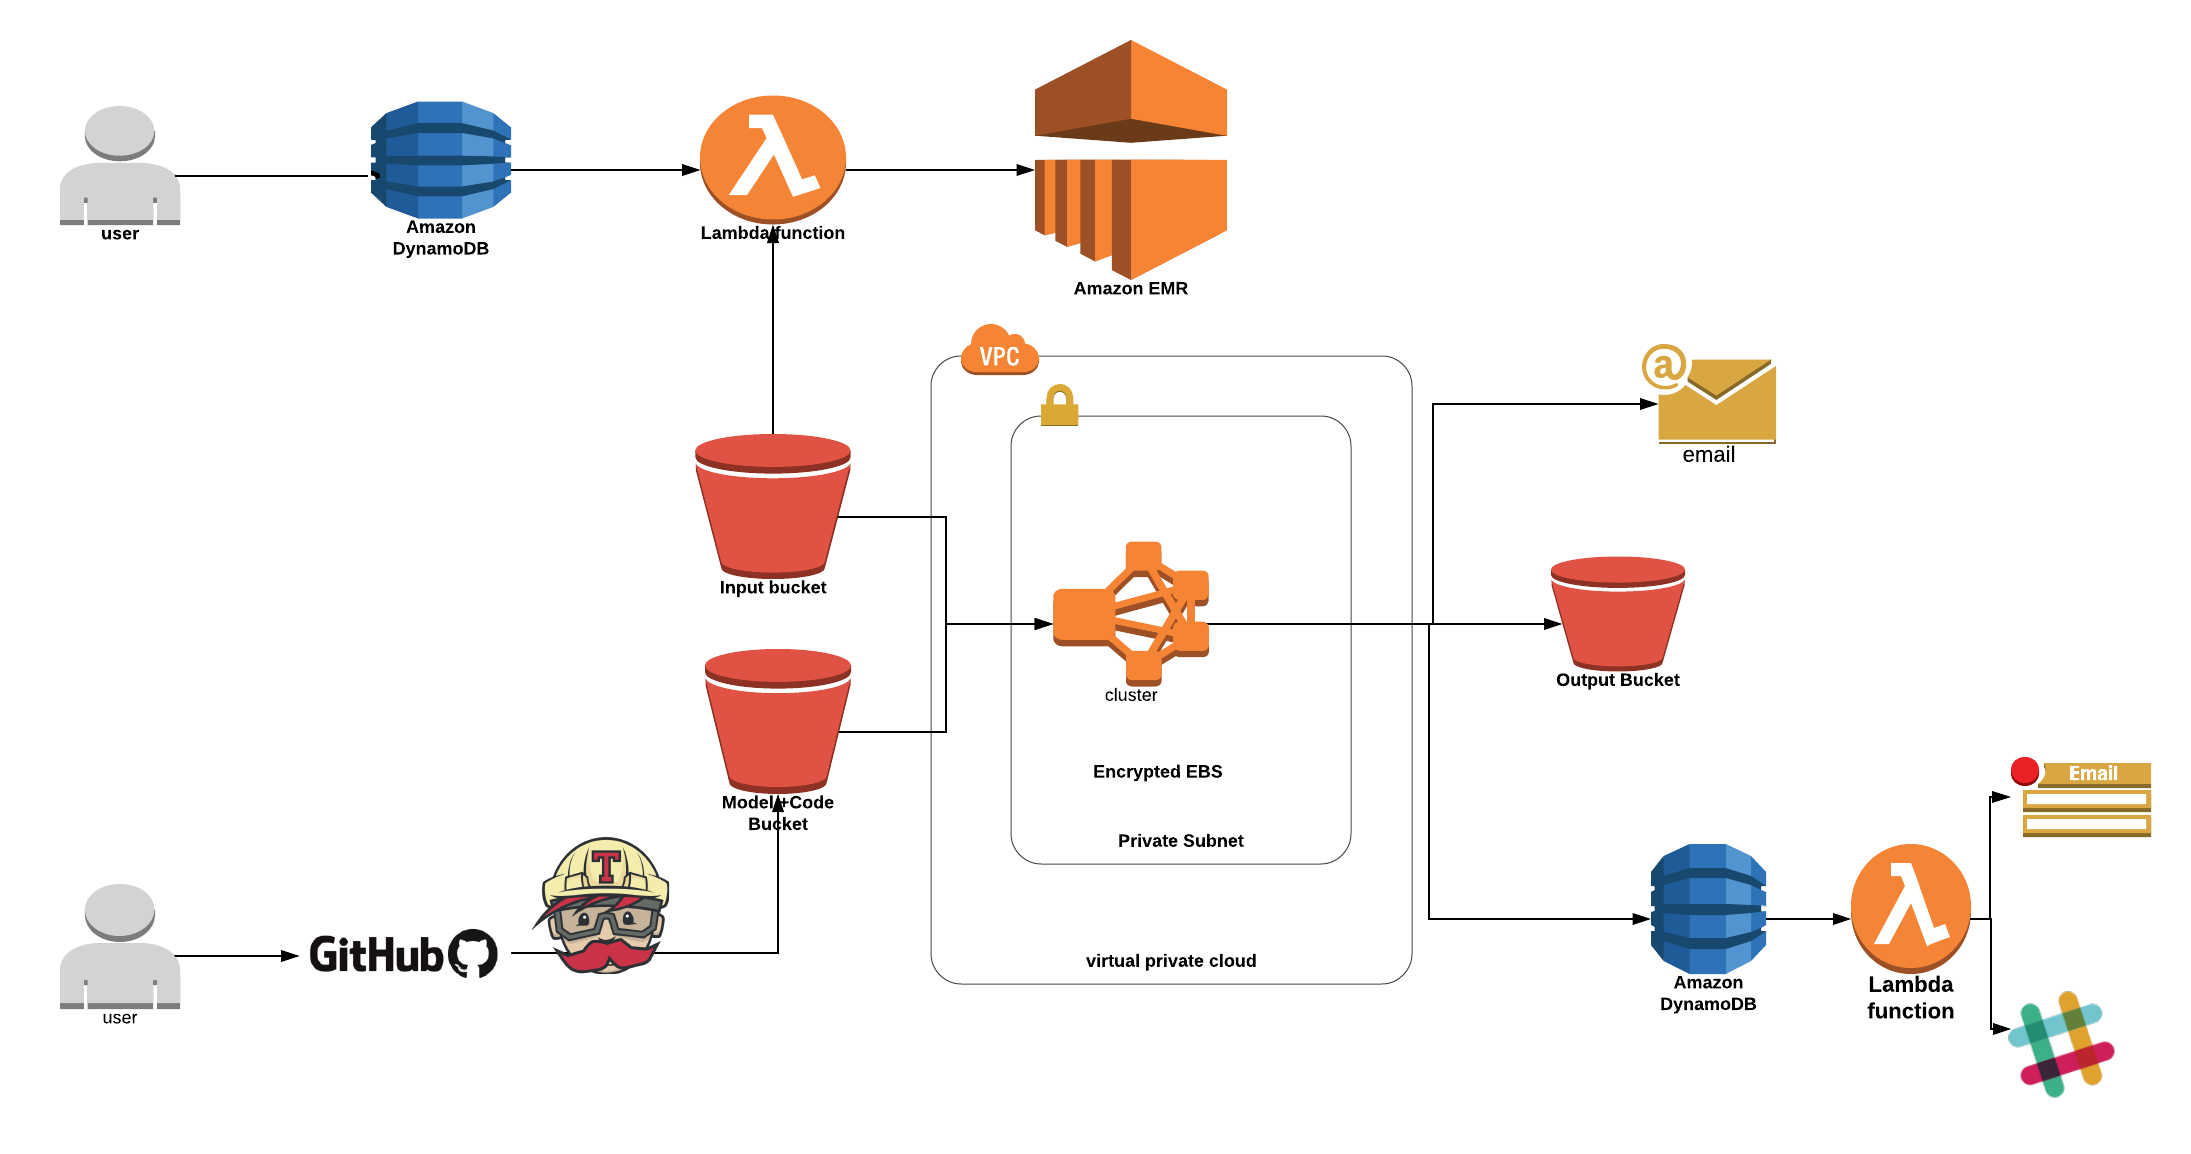 user
Amazon
DynamoDB
Lambda function
Amazon EMR
VPC
@
email
Input bucket
cluster
Output Bucket
Encrypted EBS
Model +Code
Bucket
Private Subnet
Email
T
GitHub
user
virtual private cloud
Amazon
DynamoDB
Lambda
function